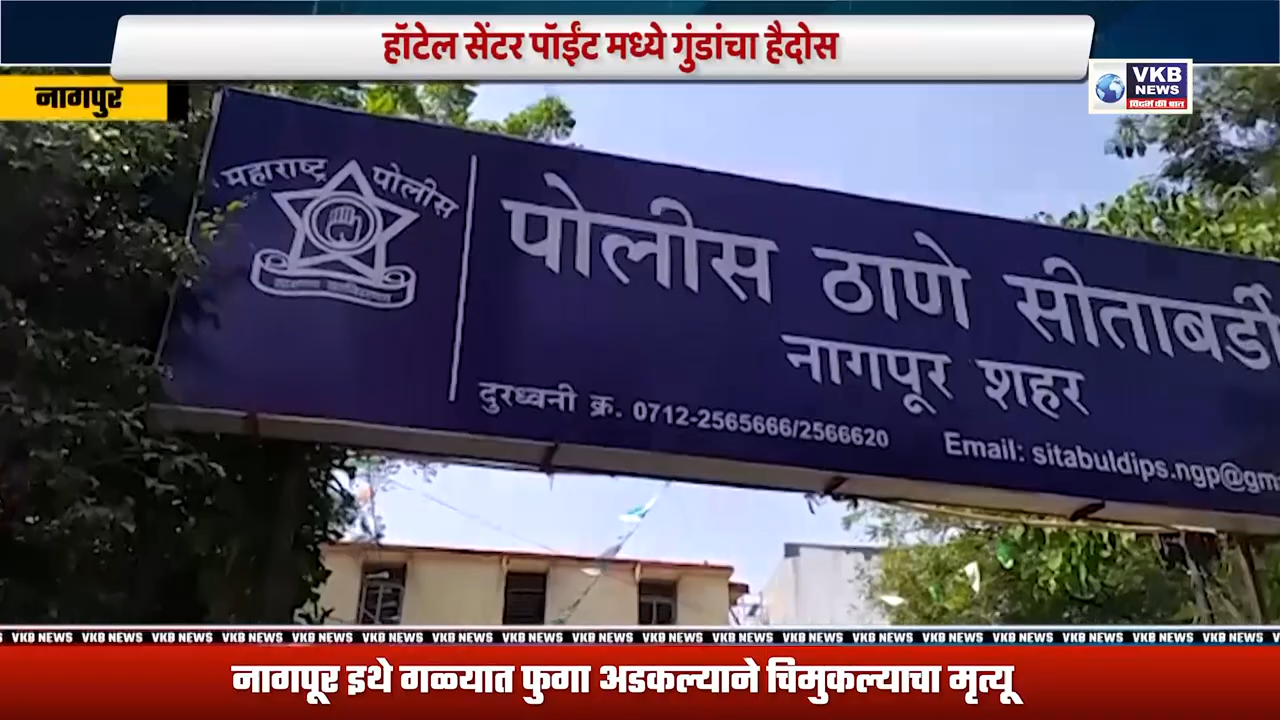 हॉटेल सेंटर पॉईंट मध्ये गुंडांचा हैदोस
नागपुर
VKB
NEWS
विदर्भ की बात
महाराष्ट्र पोलीस
पोलीस ठाणे सीताबर्डी
नागपूर शहर
दुरध्वनी क्र. 0712-2565666/2566620 Email: sitabuldips.ngp@gm
VKB NEWS VKB NEWS VKB NEWS VKB NEWS VKB NEWS VKB NEWS VKB NEWS VKB NEWS VKB NEWS VKB NEWS VKB NEWS VKB NEWS VKB NEWS VKB NEWS VKB NEWS VKB NEWS VKB NEWS VKB NEWS
नागपूर इथे गळ्यात फुगा अडकल्याने चिमुकल्याचा मृत्यू